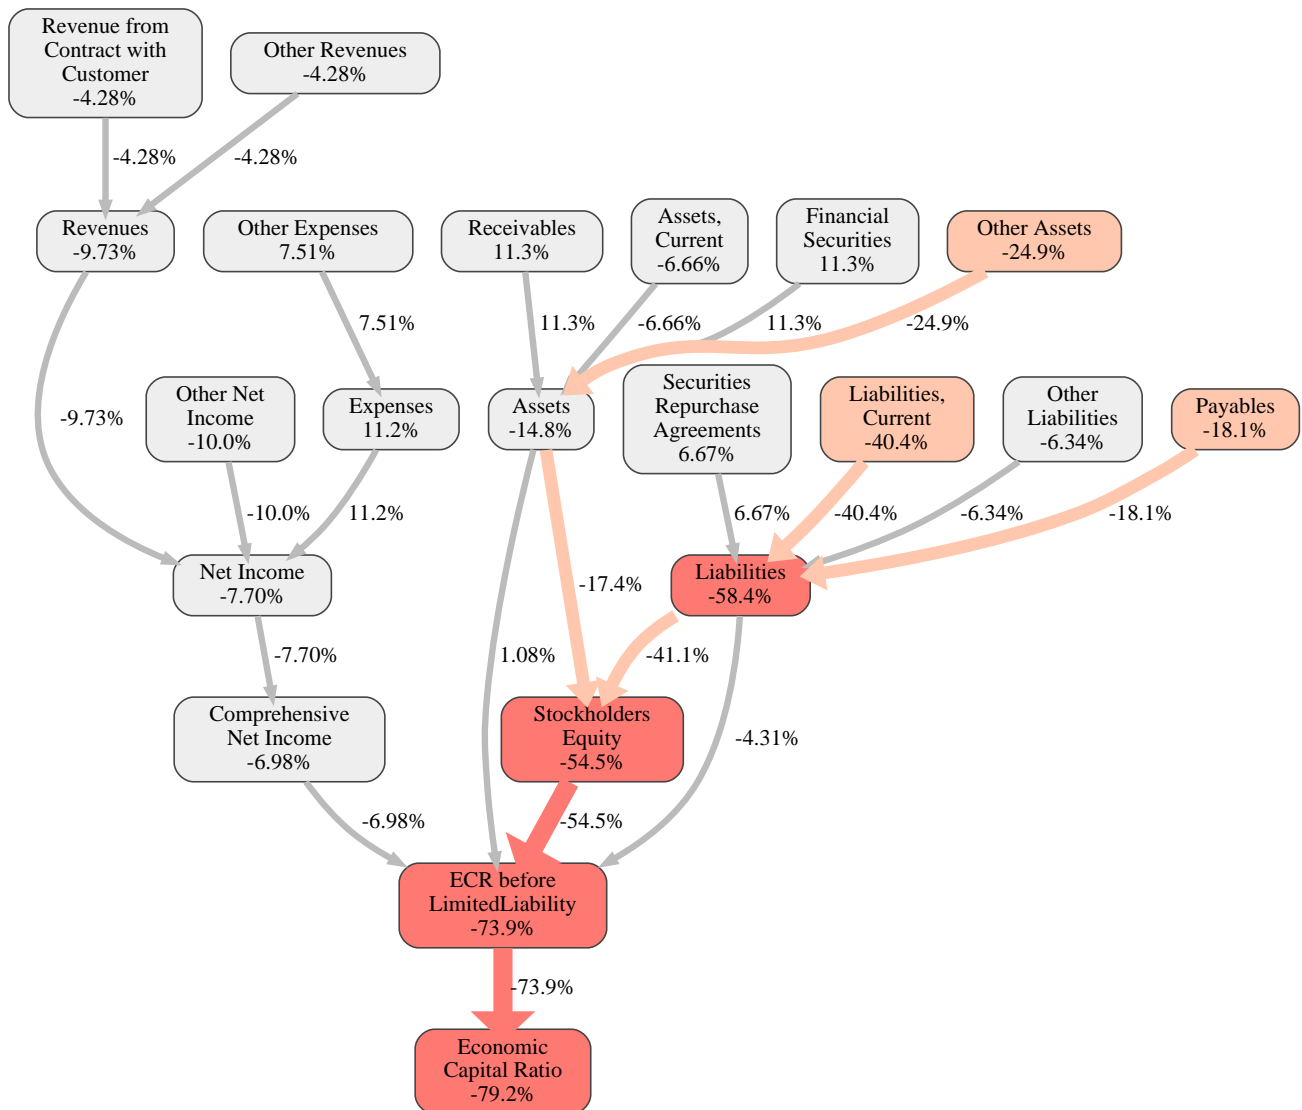 Revenue from
Contract with
Customer
-4.28%
Other Revenues
-4.28%
-4.28%
-4.28%
Revenues
-9.73%
Other Expenses
7.51%
Receivables
11.3%
Assets,
Current
-6.66%
Financial
Securities
11.3%
Other Assets
-24.9%
7.51%
11.3%
-6.66%
11.3%
-24.9%
-9.73%
Other Net
Income
-10.0%
Expenses
11.2%
Assets
-14.8%
Securities
Repurchase
Agreements
6.67%
Liabilities,
Current
-40.4%
Other
Liabilities
-6.34%
Payables
-18.1%
-10.0%
11.2%
6.67%
-40.4%
-6.34%
-18.1%
Net Income
-7.70%
-17.4%
Liabilities
-58.4%
-7.70%
1.08%
-41.1%
Comprehensive
Net Income
-6.98%
Stockholders
Equity
-54.5%
-4.31%
-6.98%
-54.5%
ECR before
LimitedLiability
-73.9%
-73.9%
Economic
Capital Ratio
-79.2%